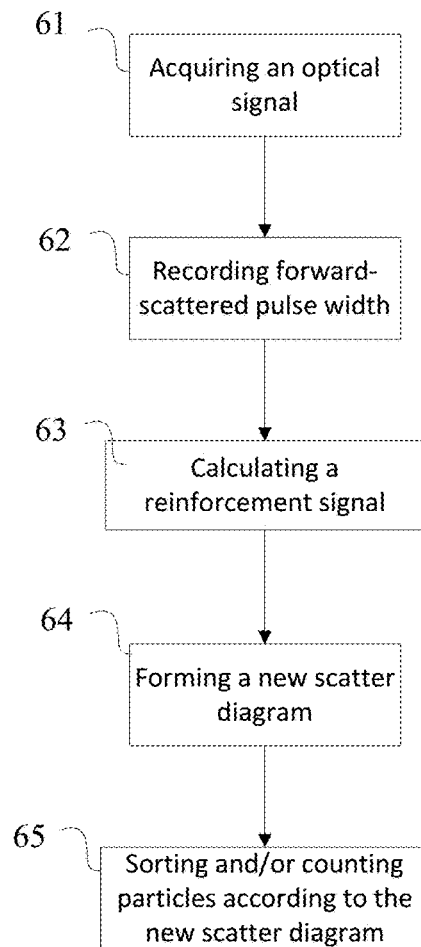 61
Acquiring an optical
signal
62
Recording forward-
scattered pulse width
63
Calculating a
reinforcement signal
64
Forming a new scatter
diagram
65
Sorting and/or counting
particles according to the
new scatter diagram